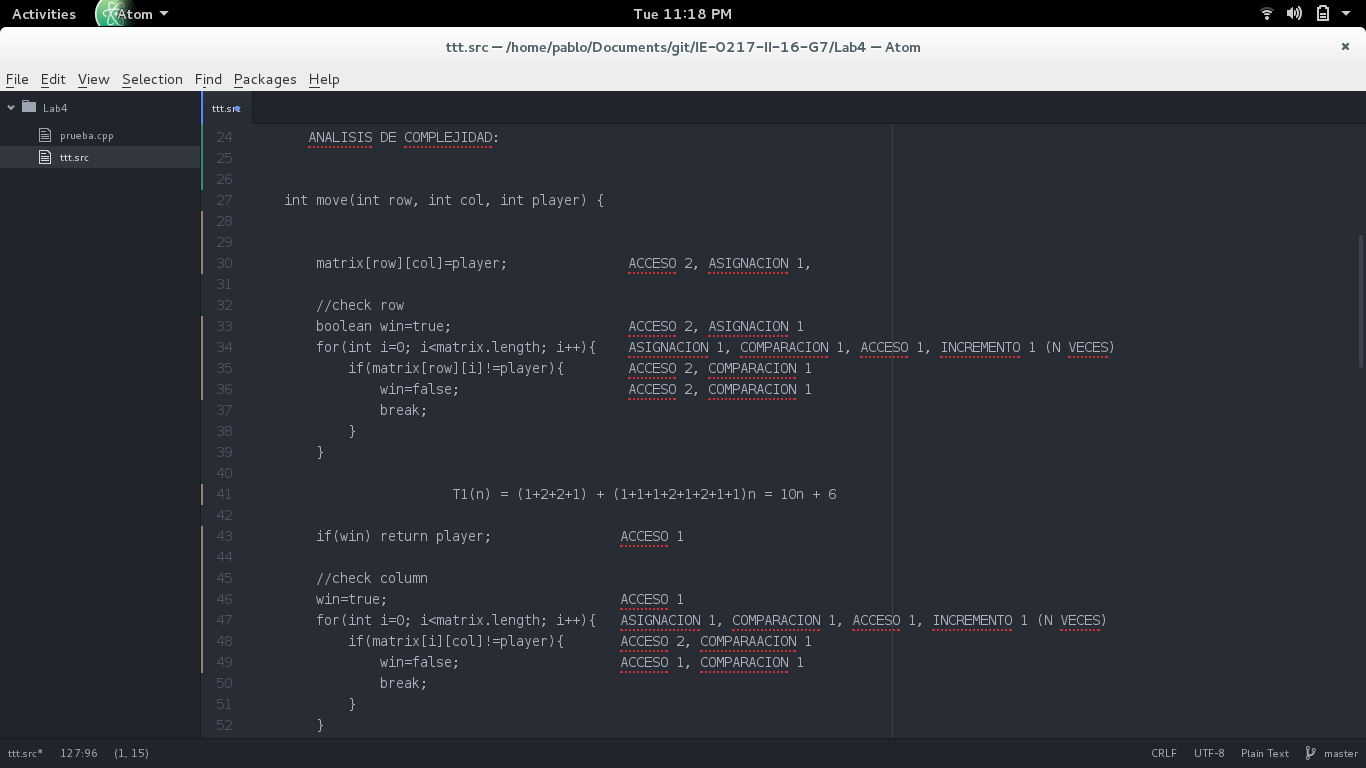 Activities Atom Tue 11:18 PM
ttt.src — /home/pablo/Documents/git/IE-0217-II-16-G7/Lab4 — Atom
File Edit View Selection Find Packages Help
Lab4
prueba.cpp
ttt.src
ttt.src
24 ANALISIS DE COMPLEJIDAD:
25
26
27 int move(int row, int col, int player) {
28
29
30 matrix[row][col]=player; ACCESO 2, ASIGNACION 1,
31
32 //check row
33 boolean win=true; ACCESO 2, ASIGNACION 1
34 for(int i=0; i<matrix.length; i++){ ASIGNACION 1, COMPARACION 1, ACCESO 1, INCREMENTO 1 (N VECES)
35 if(matrix[row][i]!=player){ ACCESO 2, COMPARACION 1
36 win=false; ACCESO 2, COMPARACION 1
37 break;
38 }
39 }
40
41 T1(n) = (1+2+2+1) + (1+1+1+2+1+2+1+1)n = 10n + 6
42
43 if(win) return player; ACCESO 1
44
45 //check column
46 win=true; ACCESO 1
47 for(int i=0; i<matrix.length; i++){ ASIGNACION 1, COMPARACION 1, ACCESO 1, INCREMENTO 1 (N VECES)
48 if(matrix[i][col]!=player){ ACCESO 2, COMPARAACION 1
49 win=false; ACCESO 1, COMPARACION 1
50 break;
51 }
52 }
ttt.src* 127:96 (1, 15) CRLF UTF-8 Plain Text master